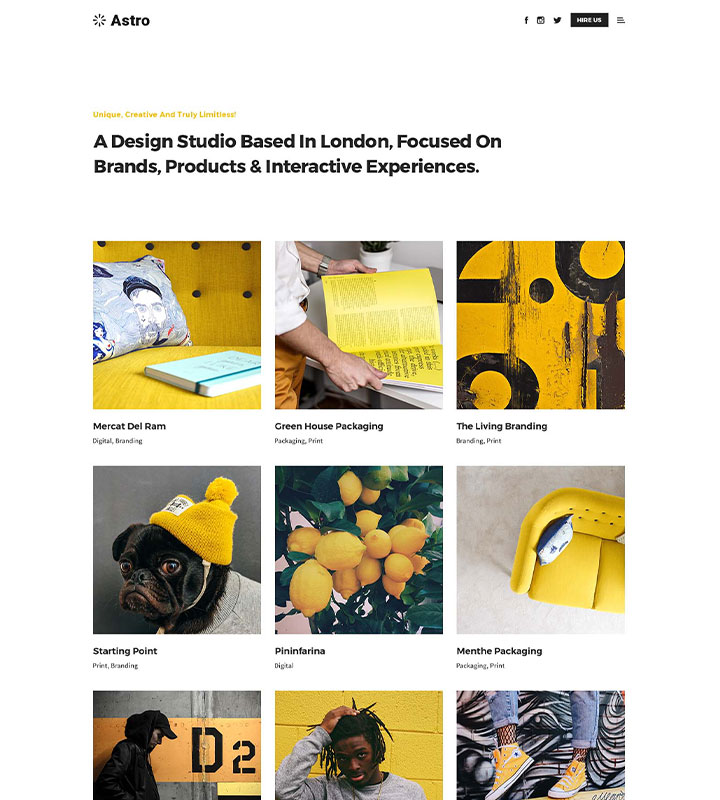 Astro
HIRE US
Unique, Creative And Truly Limitless!
A Design Studio Based In London, Focused On
Brands, Products & Interactive Experiences.
Mercat Del Ram
Digital, Branding
Green House Packaging
Packaging, Print
The Living Branding
Branding, Print
Starting Point
Print, Branding
Pininfarina
Digital
Menthe Packaging
Packaging, Print
D2